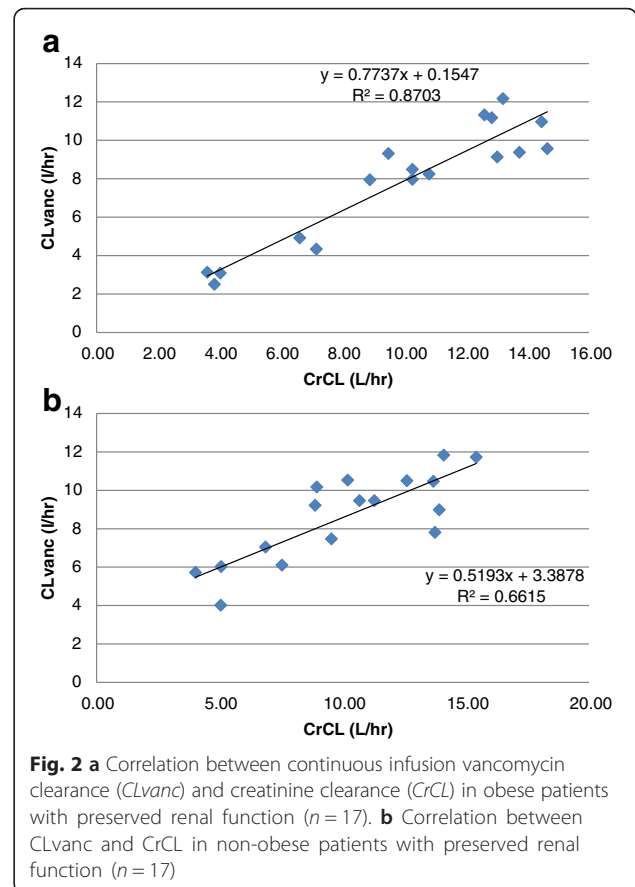 a
y = 0.7737x + 0.1547
R² = 0.8703
14
12
10
8
6
4
2
0
CLvanc (l/hr)
0.00 2.00 4.00 6.00 8.00 10.00 12.00 14.00 16.00
CrCL (L/hr)
b
14
12
10
8
6
4
2
0
CLvanc (l/hr)
y = 0.5193x + 3.3878
R² = 0.6615
0.00 5.00 10.00 15.00 20.00
CrCL (L/hr)
Fig. 2 a Correlation between continuous infusion vancomycin
clearance (CLvanc) and creatinine clearance (CrCL) in obese patients
with preserved renal function (n = 17). b Correlation between
CLvanc and CrCL in non-obese patients with preserved renal
function (n = 17)